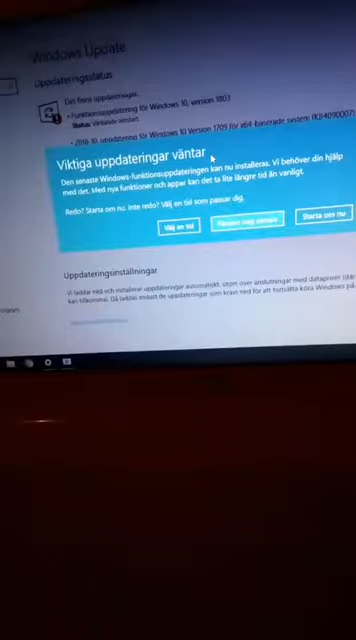 Windows Update
Uppdateringsstatus
Det finns uppdateringar.
• Funktionsuppdatering för Windows 10, version 1803
Status: Väntande omstart
• 2018-10, uppdatering för Windows 10 Version 1709 för x64-baserade system
Viktiga uppdateringar väntar
Den senaste Windows-funktionsuppdateringen kan nu installeras. Vi behöver din hjälp
med det. Med nya funktioner och appar kan det ta lite längre tid än vanligt.
Redo? Starta om nu. Inte redo? Välj en tid som passar dig.
Välj en tid
Påminn mig senare
Starta om nu
Uppdateringsinställningar
Vi laddar ned och installerar uppdateringar automatiskt, utom över anslutningar med datapriser (där
kan tillkomma). Då laddas endast de uppdateringar som krävs ned för att fortsätta köra Windows på